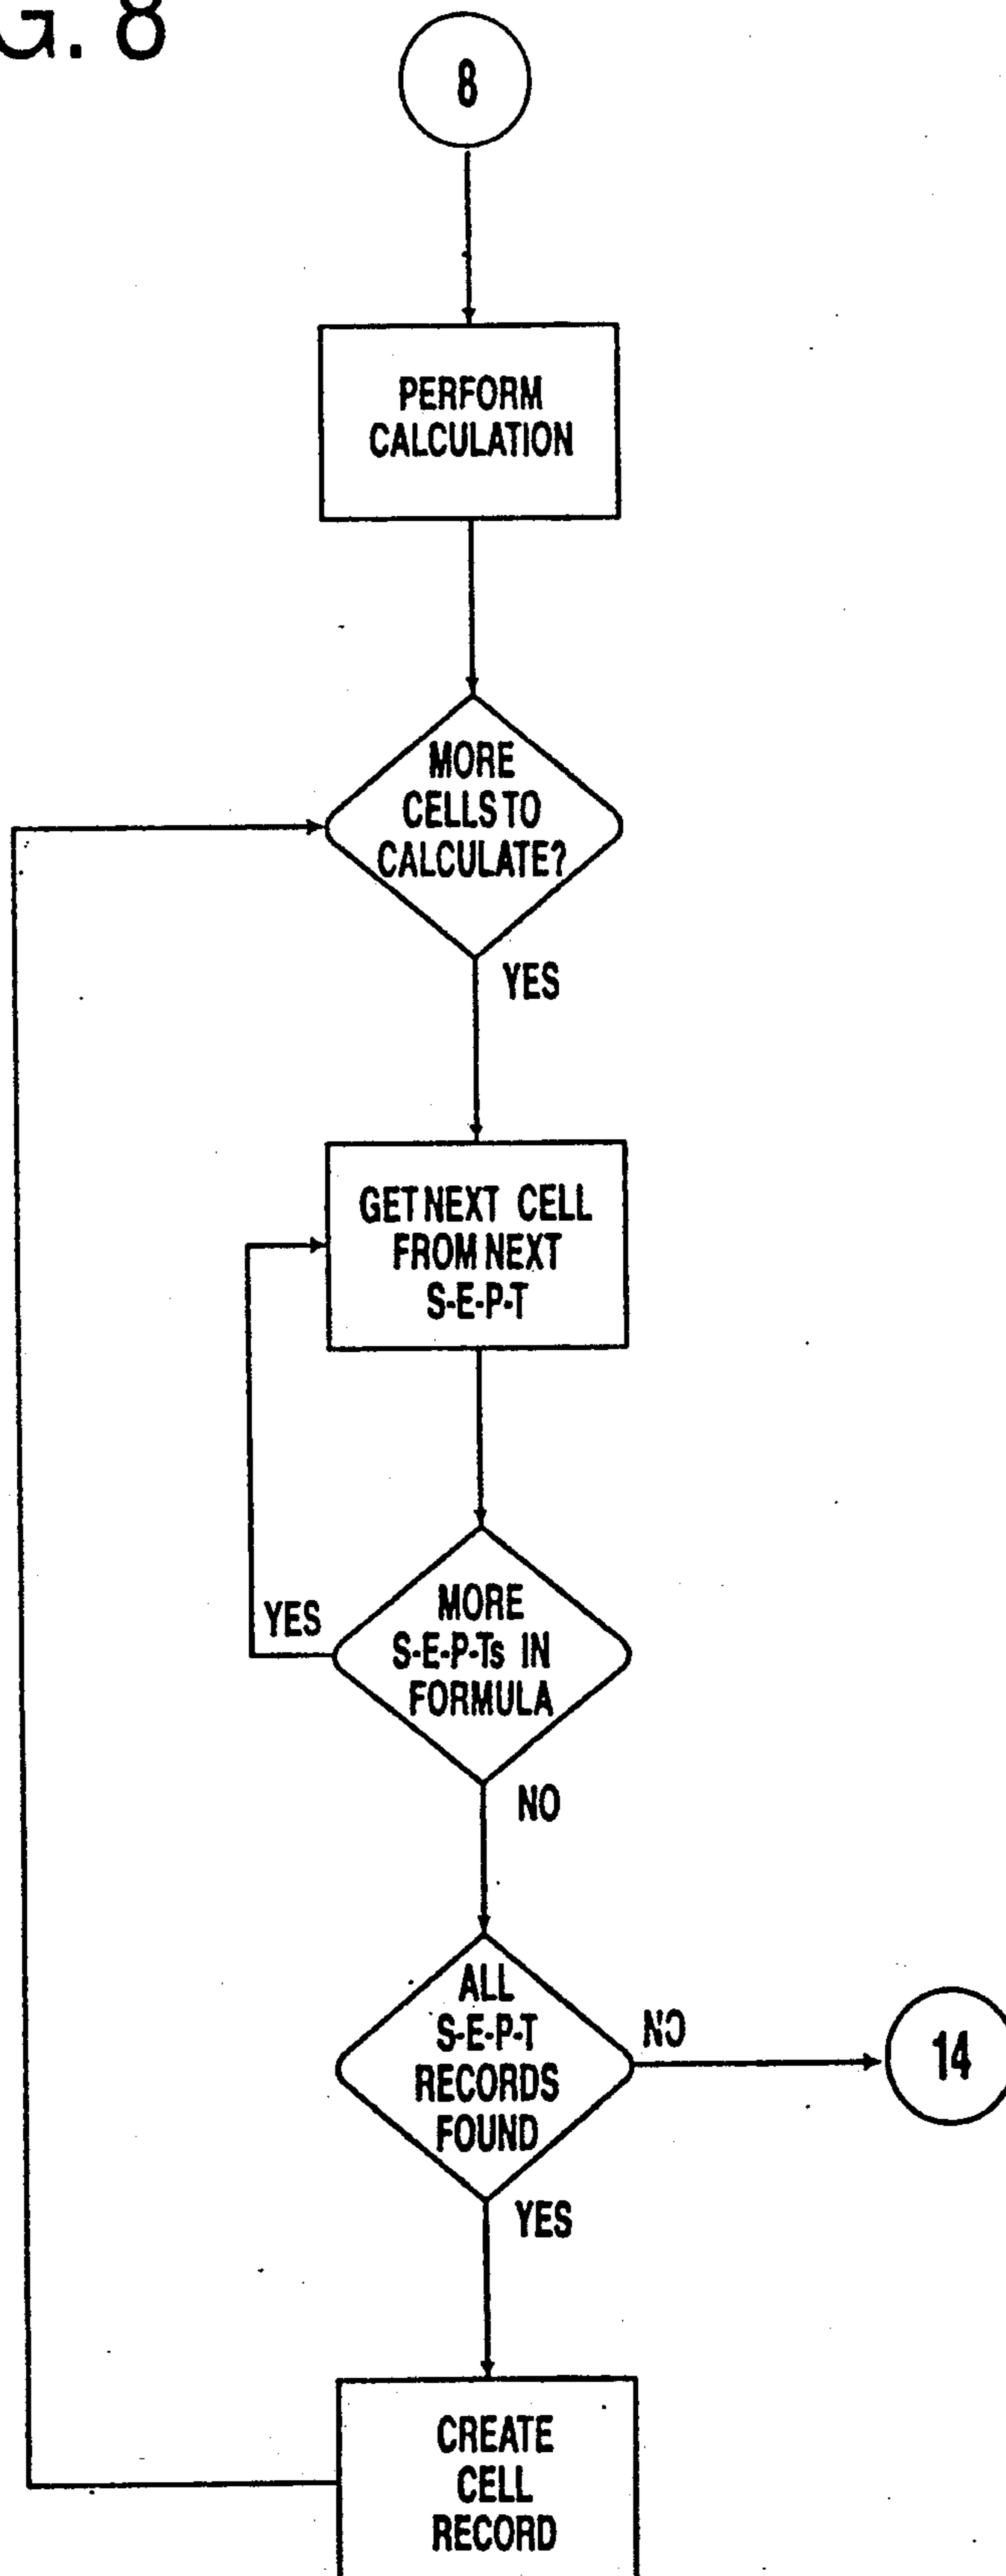 G. 8
8
PERFORM
CALCULATION
MORE
CELLS TO
CALCULATE?
YES
GET NEXT CELL
FROM NEXT
S-E-P-T
YES
MORE
S-E-P-Ts IN
FORMULA
NO
ALL
S-E-P-T
RECORDS
FOUND
NO
14
YES
CREATE
CELL
RECORD